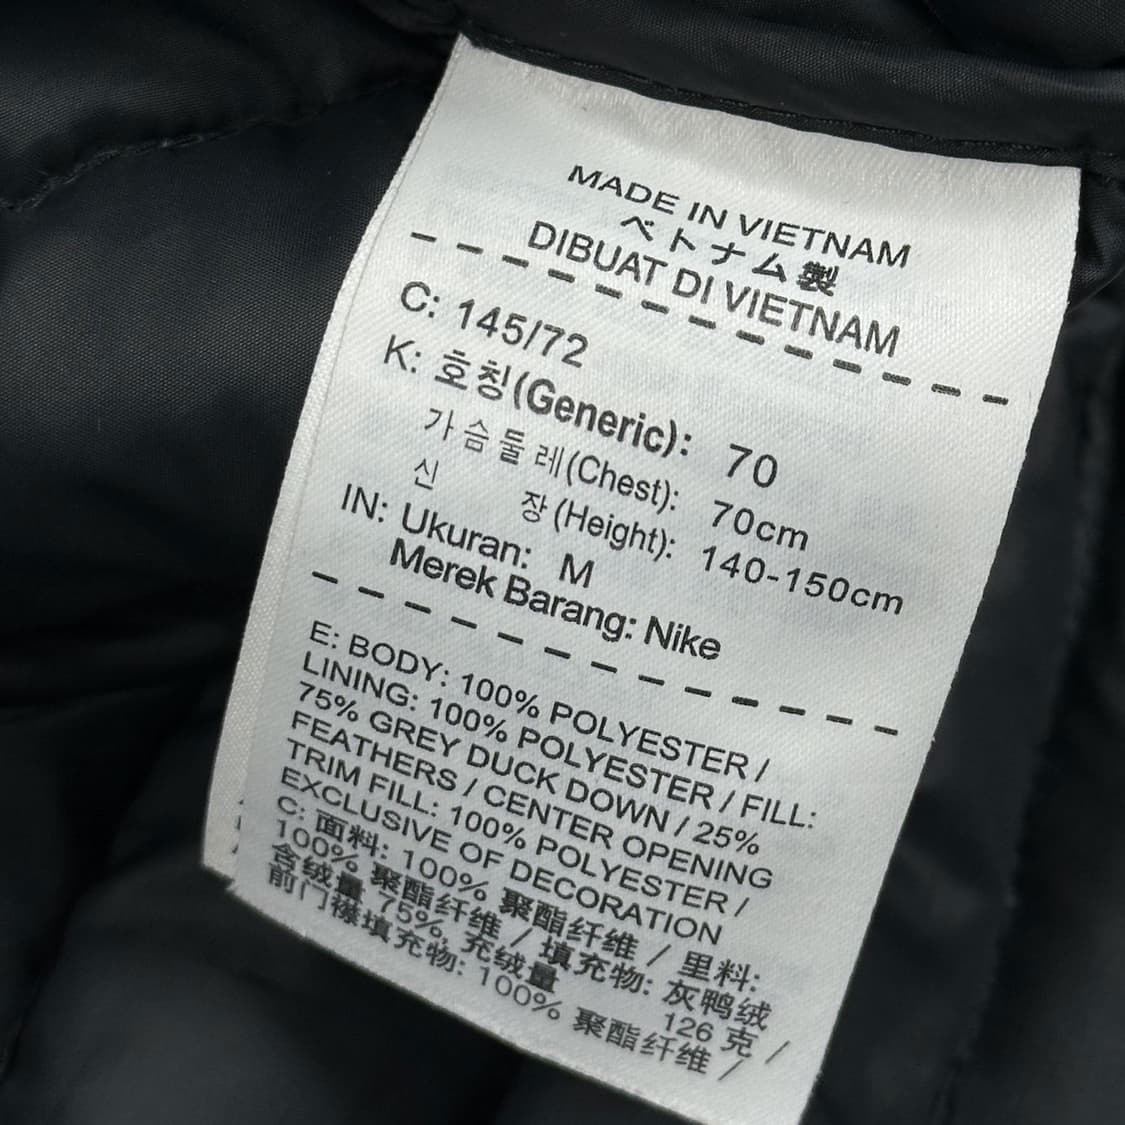 MADE IN VIETNAM
ベトナム製
DIBUAT DI VIETNAM
C: 145/72
K: 호칭(Generic): 70
가슴둘레(Chest): 70cm
신 장(Height): 140-150cm
IN: Ukuran: M
Merek Barang: Nike
E: BODY: 100% POLYESTER /
LINING: 100% POLYESTER / FILL:
75% GREY DUCK DOWN / 25%
FEATHERS / CENTER OPENING
TRIM FILL: 100% POLYESTER /
EXCLUSIVE OF DECORATION
C: 面料: 100% 聚酯纤维 / 里料:
100% 聚酯纤维 / 填充物: 灰鸭绒
含绒量 75%, 充绒量 126 克 /
前门襟填充物: 100% 聚酯纤维 /